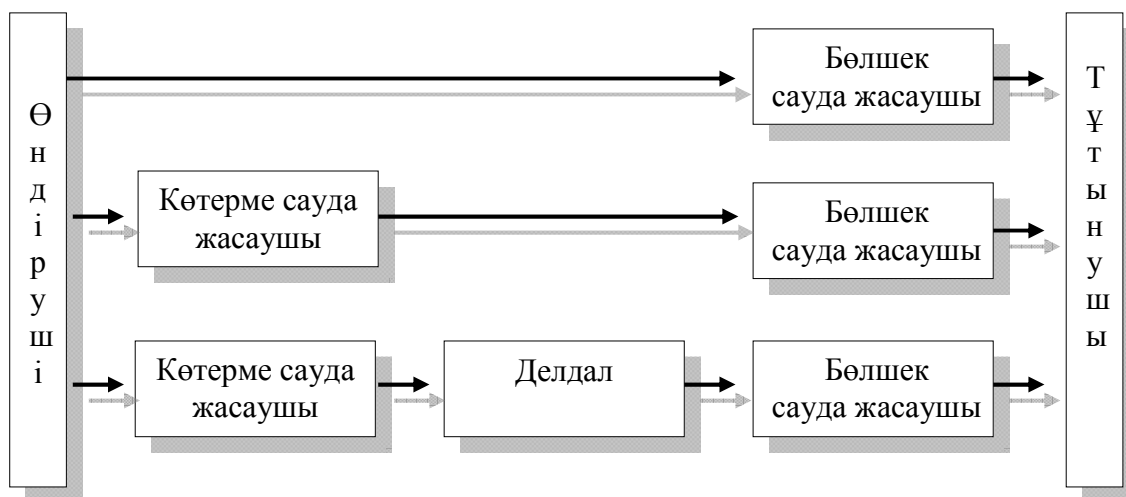 Өндіруші
Бөлшек
сауда жасаушы
Көтерме сауда
жасаушы
Бөлшек
сауда жасаушы
Көтерме сауда
жасаушы
Делдал
Бөлшек
сауда жасаушы
Тұтынушы